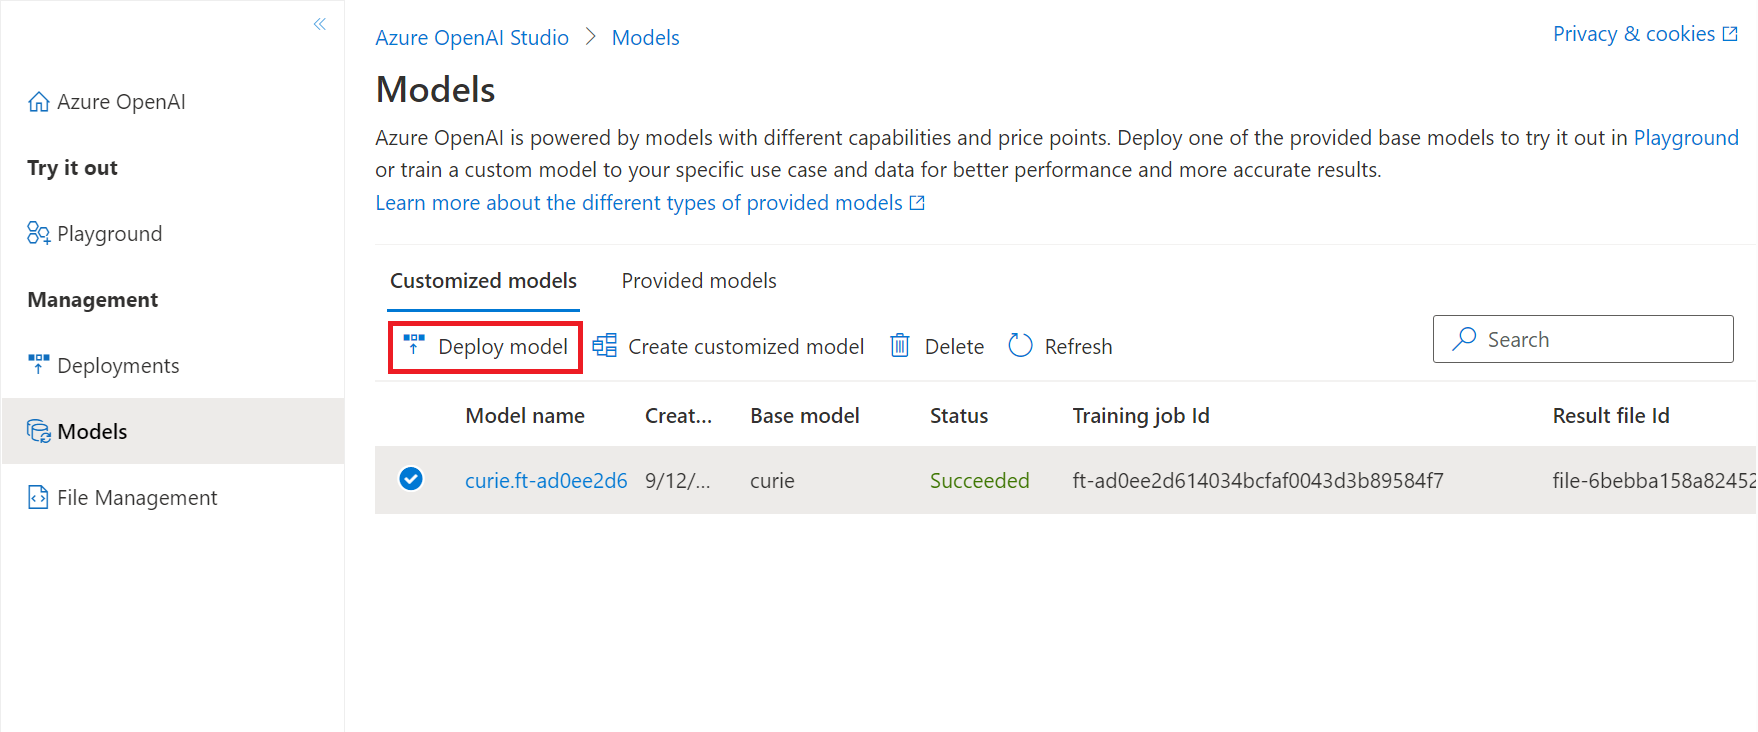 Azure OpenAI
Try it out
Playground
Management
Deployments
Models
File Management
Azure OpenAI Studio > Models
Privacy & cookies
Models
Azure OpenAI is powered by models with different capabilities and price points. Deploy one of the provided base models to try it out in Playground
or train a custom model to your specific use case and data for better performance and more accurate results.
Learn more about the different types of provided models
Customized models Provided models
Deploy model Create customized model Delete Refresh Search
Model name Creat... Base model Status Training job Id Result file Id
curie.ft-ad0ee2d6 9/12/... curie Succeeded ft-ad0ee2d614034bcfaf0043d3b89584f7 file-6bebba158a82452